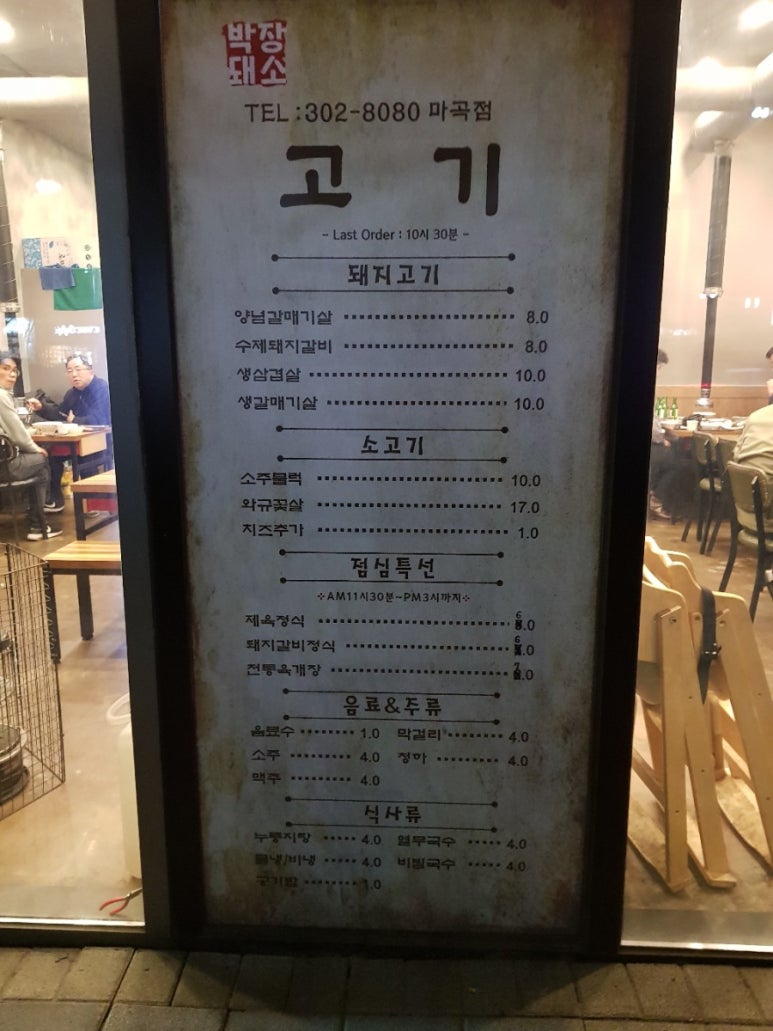 박장
돼소
TEL : 302-8080 마곡점
고 기
- Last Order : 10시 30분 -
돼지고기
양념갈매기살 8.0
수제돼지갈비 8.0
생삼겹살 10.0
생갈매기살 10.0
소고기
소주물럭 10.0
와규꽃살 17.0
치즈추가 1.0
점심특선
※AM11시30분~PM3시까지※
제육정식 6.0
돼지갈비정식 6.0
전통육개장 7.0
음료&주류
음료수 1.0 막걸리 4.0
소주 4.0 청하 4.0
맥주 4.0
식사류
누룽지탕 4.0 열무국수 4.0
물냉/비냉 4.0 비빔국수 4.0
공기밥 1.0